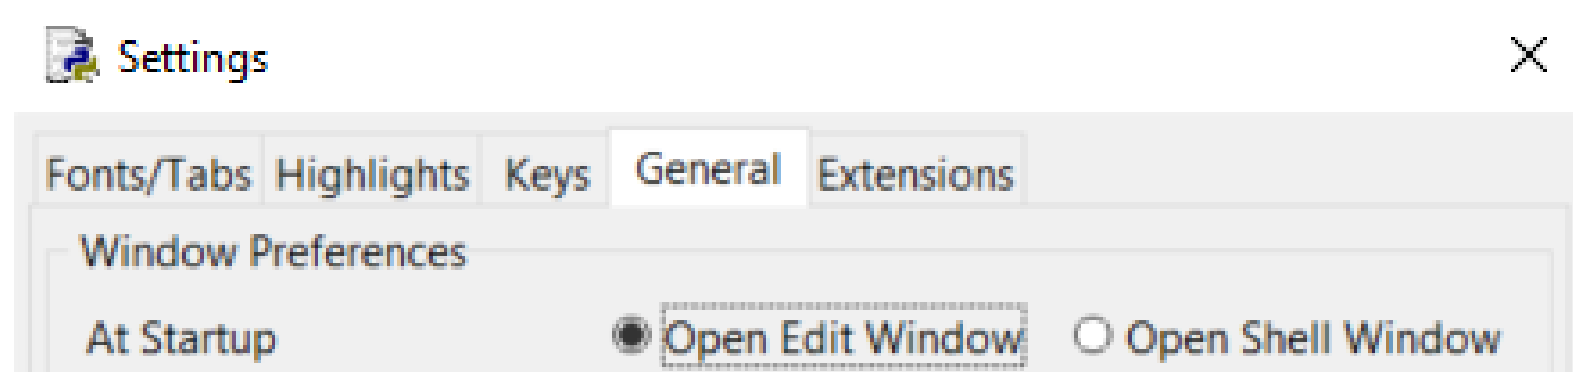 Settings
Fonts/Tabs Highlights Keys General Extensions
Window Preferences
At Startup Open Edit Window Open Shell Window